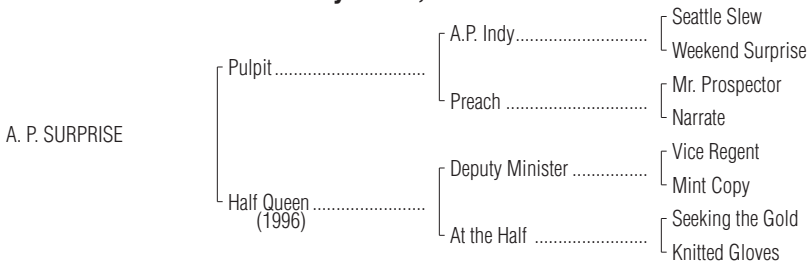 Seattle Slew
A.P. Indy..............................
Weekend Surprise
Pulpit..................................
Mr. Prospector
Preach ................................
Narrate
A. P. SURPRISE
Vice Regent
Deputy Minister .................
Mint Copy
Half Queen .........................
(1996)
Seeking the Gold
At the Half .........................
Knitted Gloves